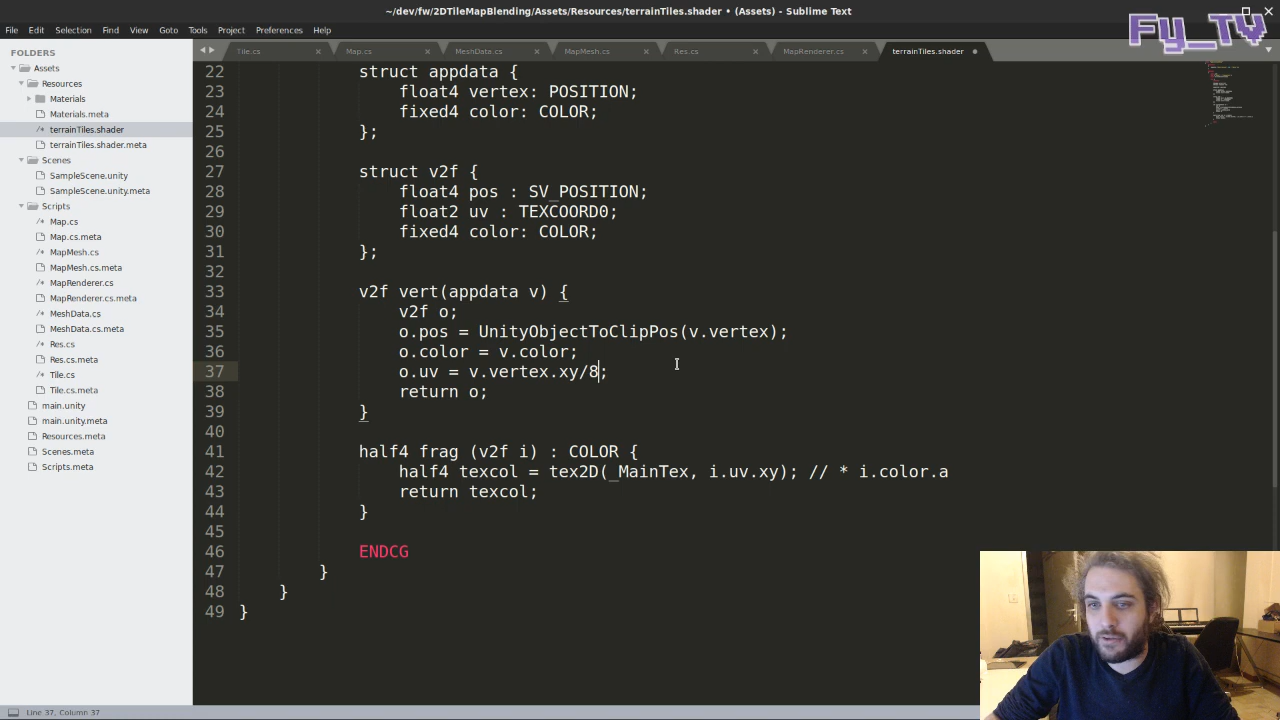 ~/dev/fw/2DTileMapBlending/Assets/Resources/terrainTiles.shader • (Assets) - Sublime Text
File Edit Selection Find View Goto Tools Project Preferences Help
Fy_TV
FOLDERS
Assets
Resources
Materials
Materials.meta
terrainTiles.shader
terrainTiles.shader.meta
Scenes
SampleScene.unity
SampleScene.unity.meta
Scripts
Map.cs
Map.cs.meta
MapMesh.cs
MapMesh.cs.meta
MapRenderer.cs
MapRenderer.cs.meta
MeshData.cs
MeshData.cs.meta
Res.cs
Res.cs.meta
Tile.cs
Tile.cs.meta
main.unity
main.unity.meta
Resources.meta
Scenes.meta
Scripts.meta
Tile.cs Map.cs MeshData.cs MapMesh.cs Res.cs MapRenderer.cs terrainTiles.shader
22 struct appdata {
23 float4 vertex: POSITION;
24 fixed4 color: COLOR;
25 };
26
27 struct v2f {
28 float4 pos : SV_POSITION;
29 float2 uv : TEXCOORD0;
30 fixed4 color: COLOR;
31 };
32
33 v2f vert(appdata v) {
34 v2f o;
35 o.pos = UnityObjectToClipPos(v.vertex);
36 o.color = v.color;
37 o.uv = v.vertex.xy/8;
38 return o;
39 }
40
41 half4 frag (v2f i) : COLOR {
42 half4 texcol = tex2D(_MainTex, i.uv.xy); // * i.color.a
43 return texcol;
44 }
45
46 ENDCG
47 }
48 }
49 }
Line 37, Column 37